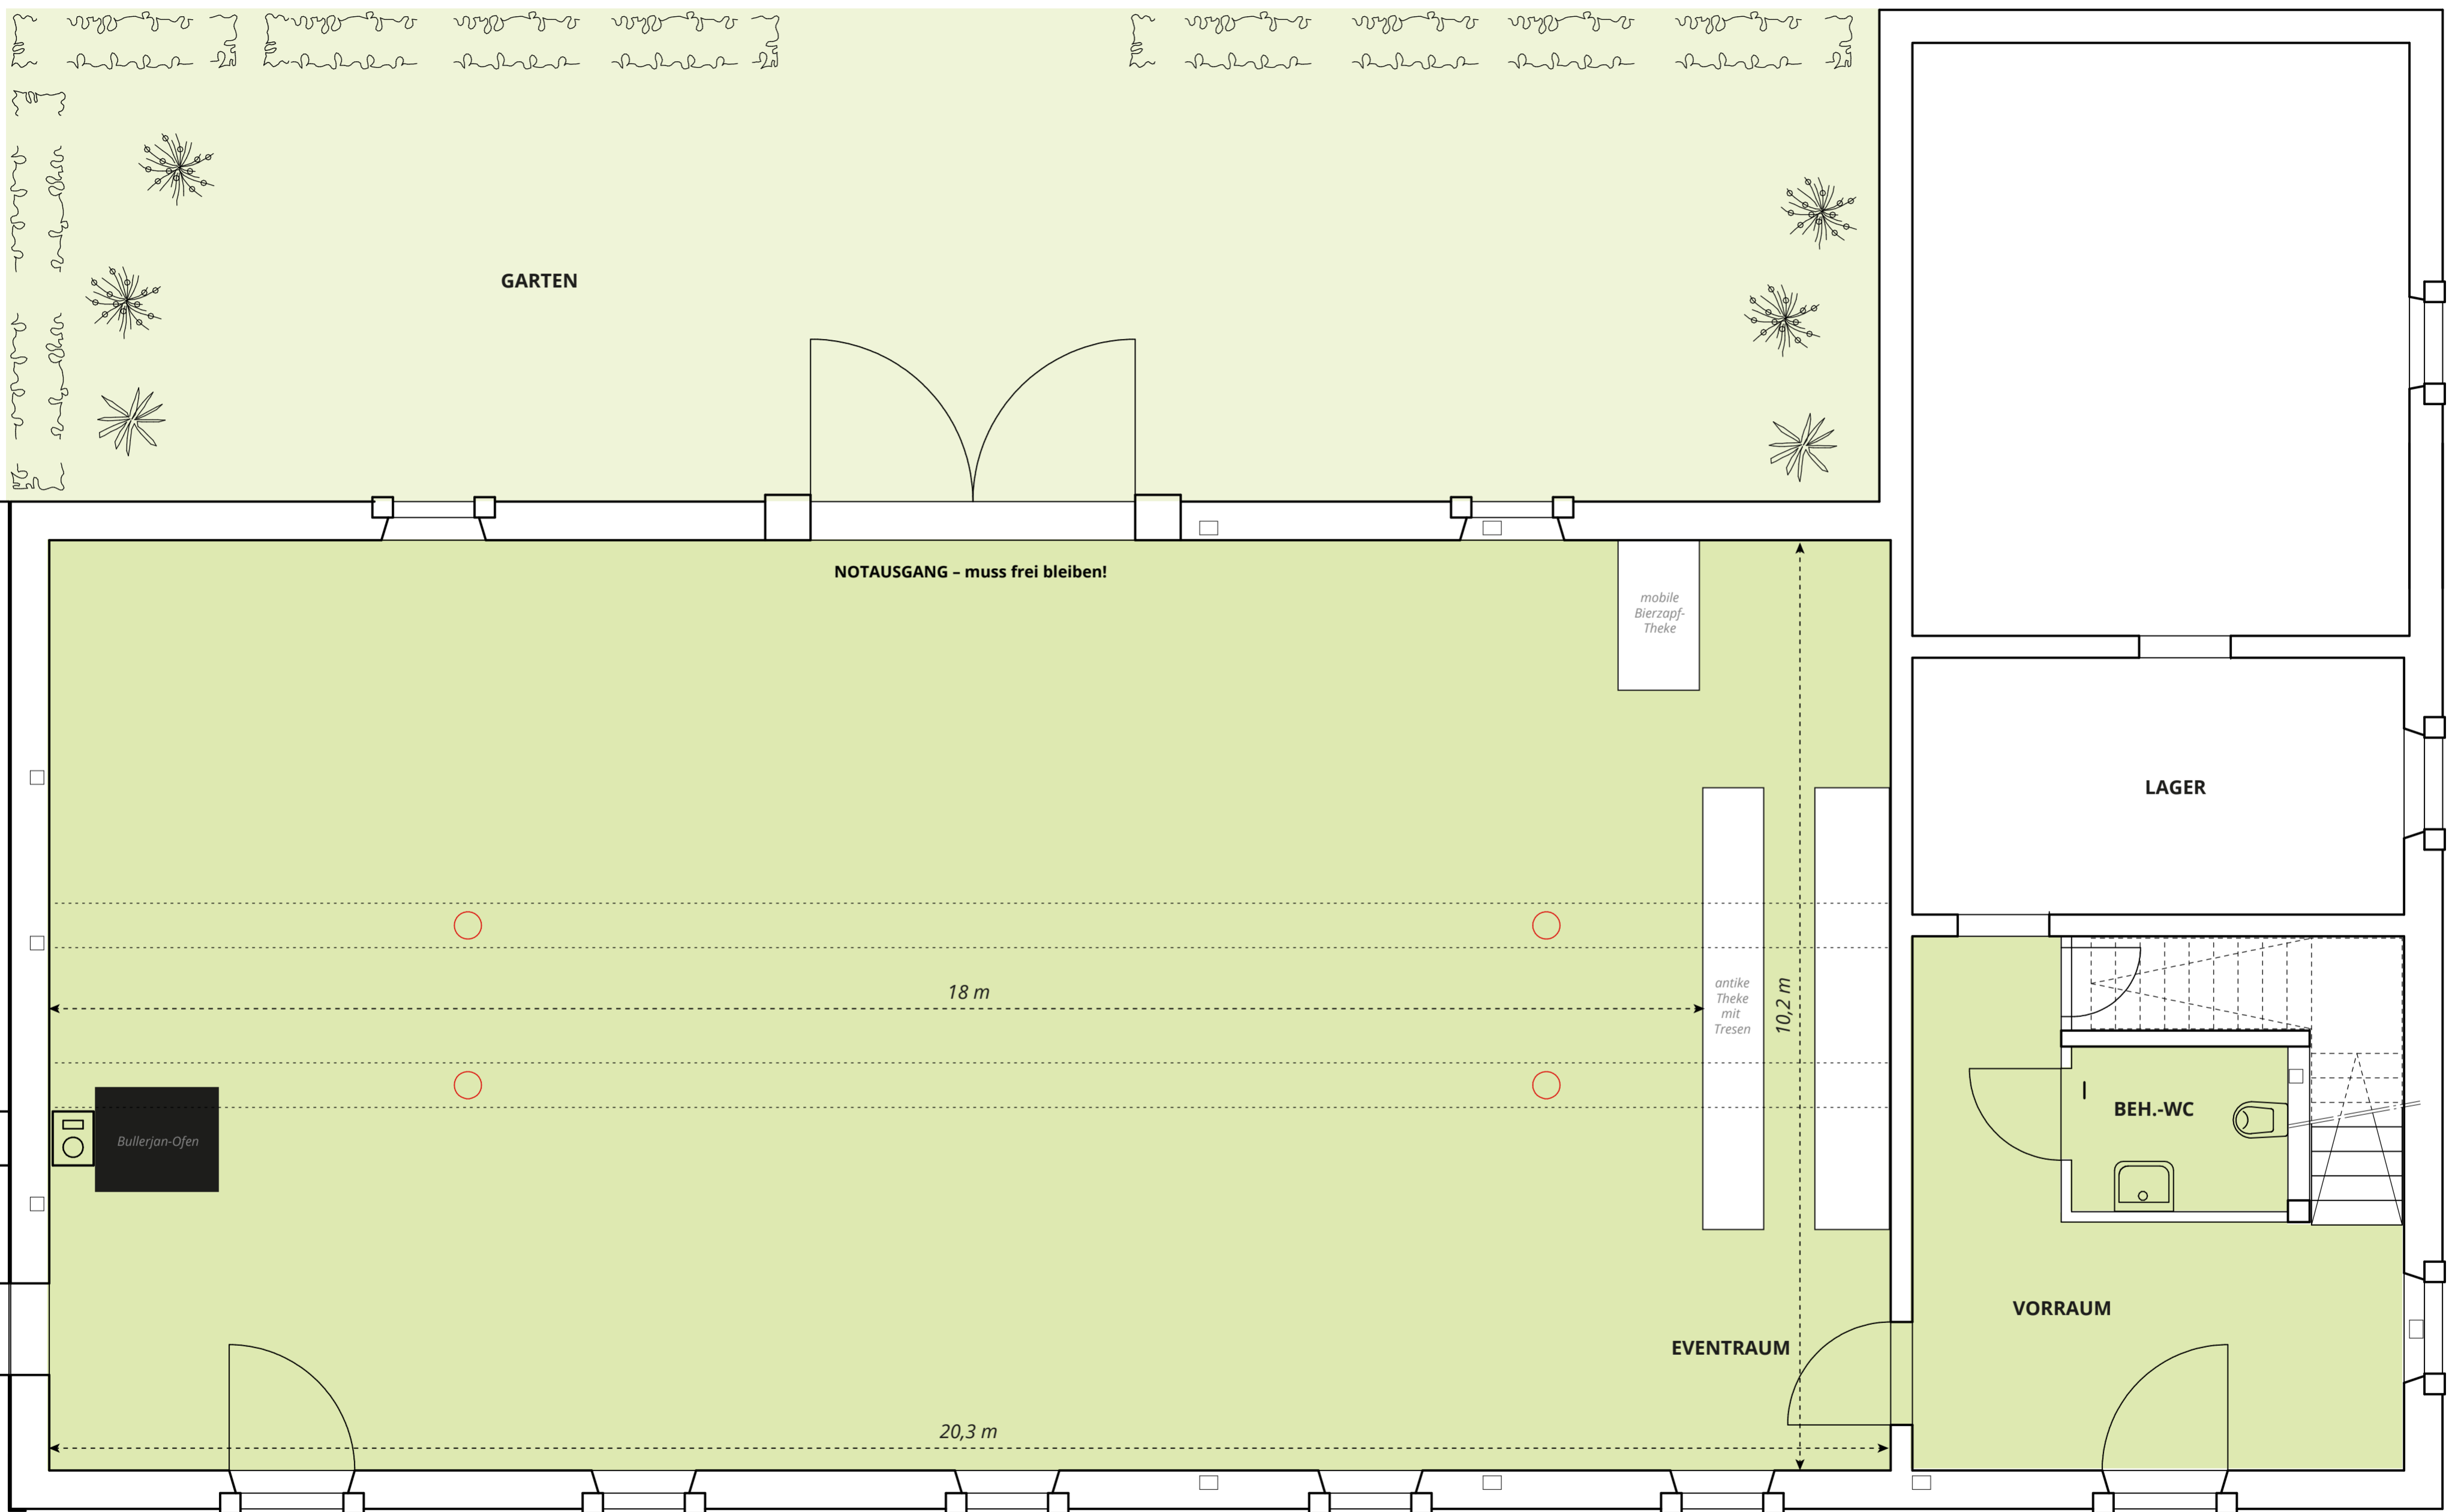 GARTEN
NOTAUSGANG – muss frei bleiben!
mobile
Bierzapf-
Theke
LAGER
18 m
antike
Theke
mit
Tresen
10,2 m
BEH.-WC
Bullerjan-Ofen
VORRAUM
EVENTRAUM
20,3 m